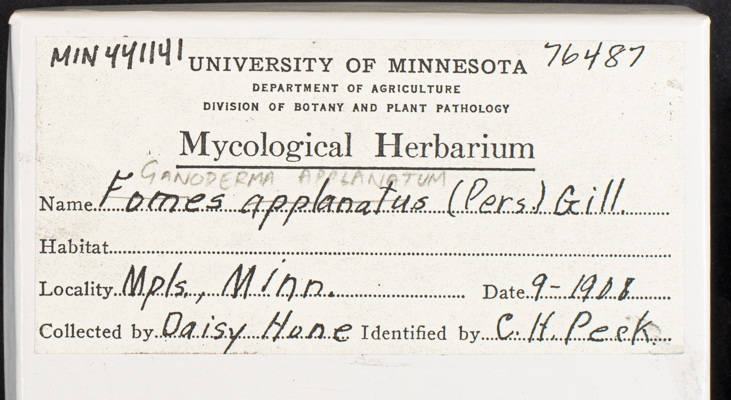 MIN 441141 UNIVERSITY OF MINNESOTA 76487
DEPARTMENT OF AGRICULTURE
DIVISION OF BOTANY AND PLANT PATHOLOGY
Mycological Herbarium
GANODERMA APPLANATUM
Name Fomes applanatus (Pers.) Gill.
Habitat
Locality Mpls., Minn. Date 9-1908
Collected by Daisy Hone Identified by C. H. Peck